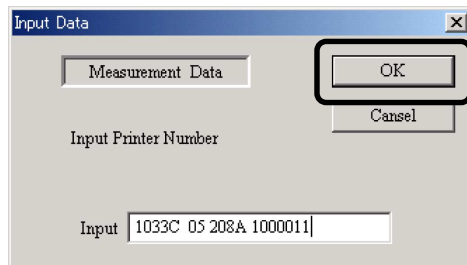 Input Data
Measurement Data
OK
Cansel
Input Printer Number
Input 1033C 05 208A 1000011